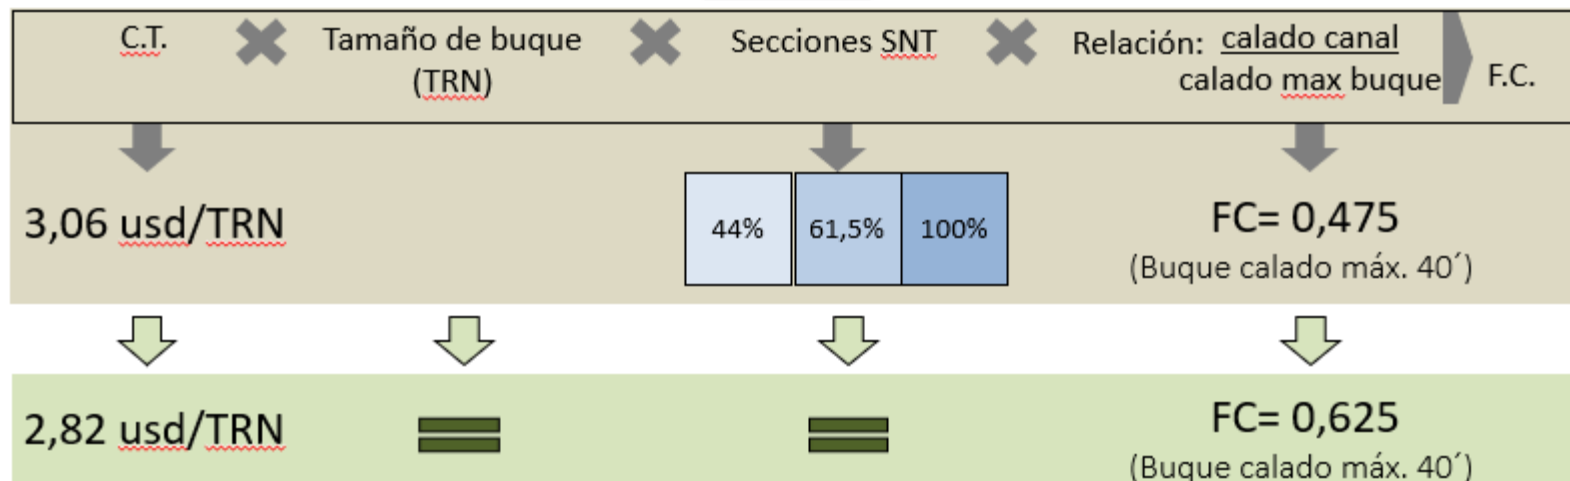 C.T.
Tamaño de buque
(TRN)
Secciones SNT
Relación: calado canal
calado max buque
F.C.
3,06 usd/TRN
44%
61,5%
100%
FC= 0,475
(Buque calado máx. 40´)
2,82 usd/TRN
FC= 0,625
(Buque calado máx. 40´)